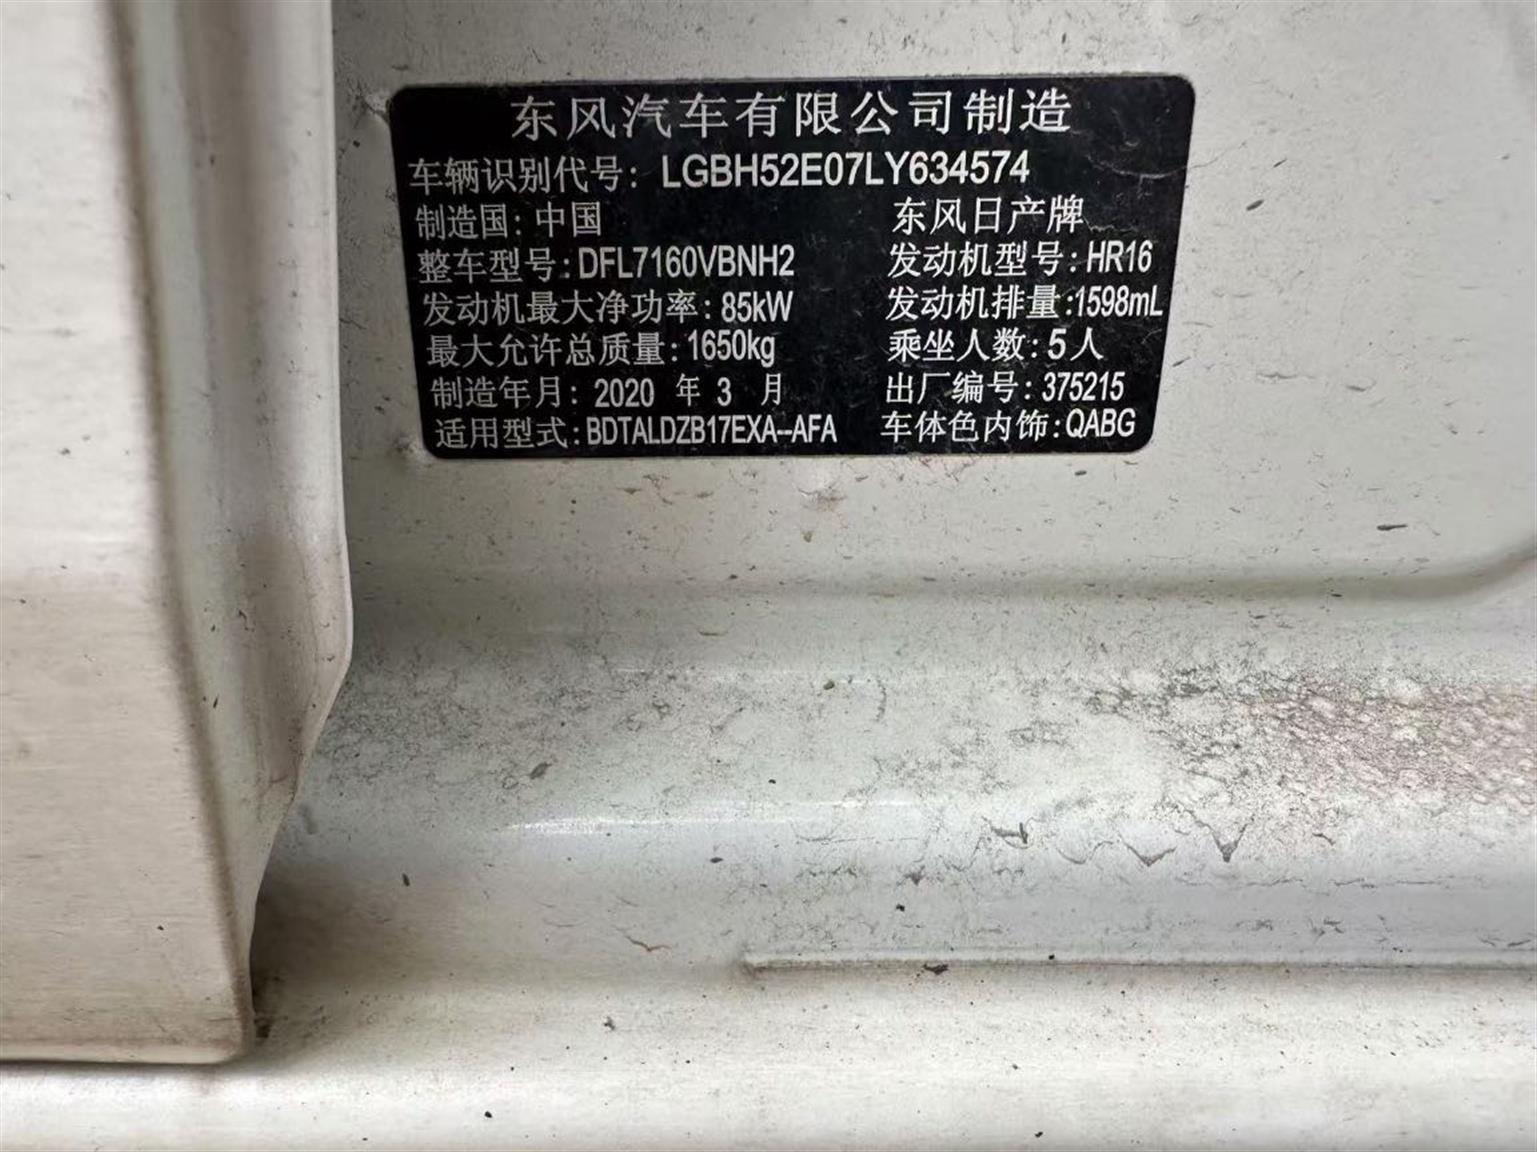 东风汽车有限公司制造
车辆识别代号: LGBH52E07LY634574
制造国: 中国 东风日产牌
整车型号: DFL7160VBNH2 发动机型号: HR16
发动机最大净功率: 85kW 发动机排量: 1598mL
最大允许总质量: 1650kg 乘坐人数: 5人
制造年月: 2020 年 3 月 出厂编号: 375215
适用型式: BDTALDZB17EXA--AFA 车体色内饰: QABG